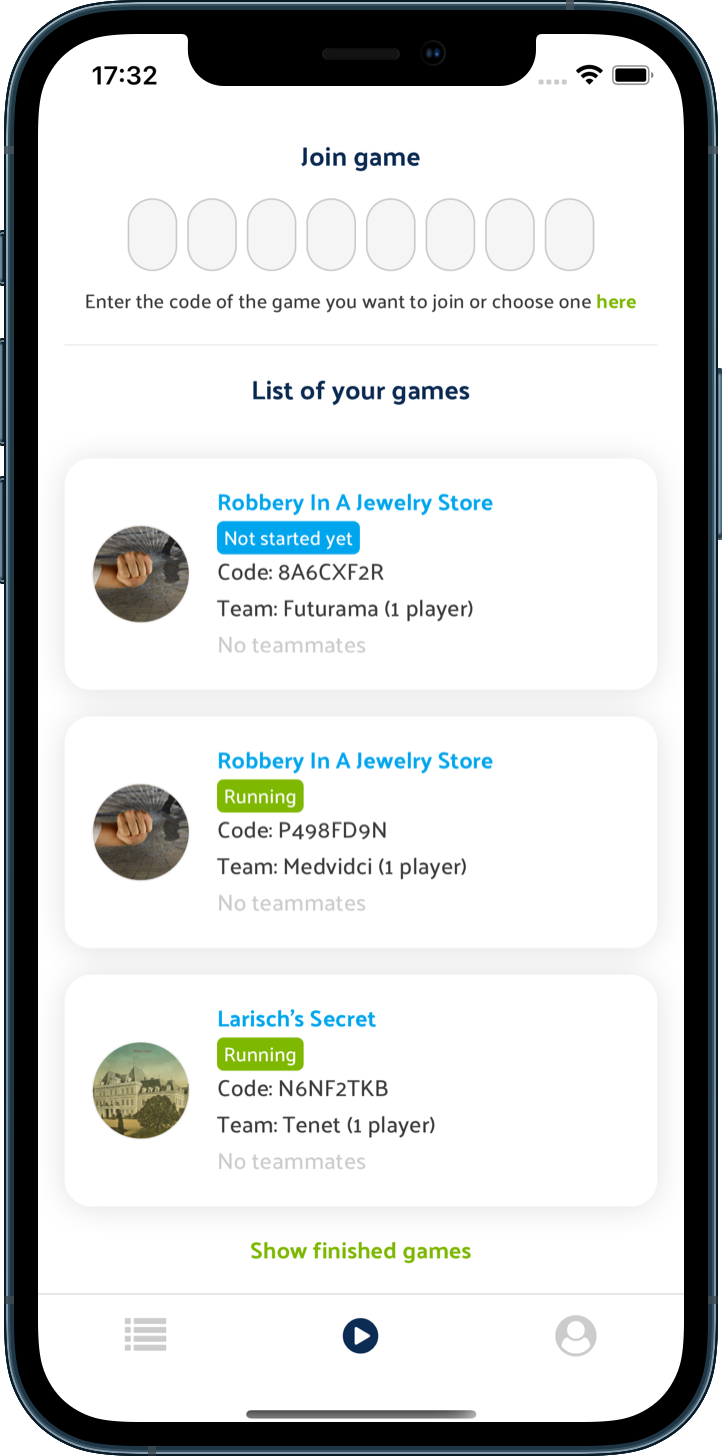 17:32
Join game
Enter the code of the game you want to join or choose one here
List of your games
Robbery In A Jewelry Store
Not started yet
Code: 8A6CXF2R
Team: Futurama (1 player)
No teammates
Robbery In A Jewelry Store
Running
Code: P498FD9N
Team: Medvidci (1 player)
No teammates
Larisch’s Secret
Running
Code: N6NF2TKB
Team: Tenet (1 player)
No teammates
Show finished games